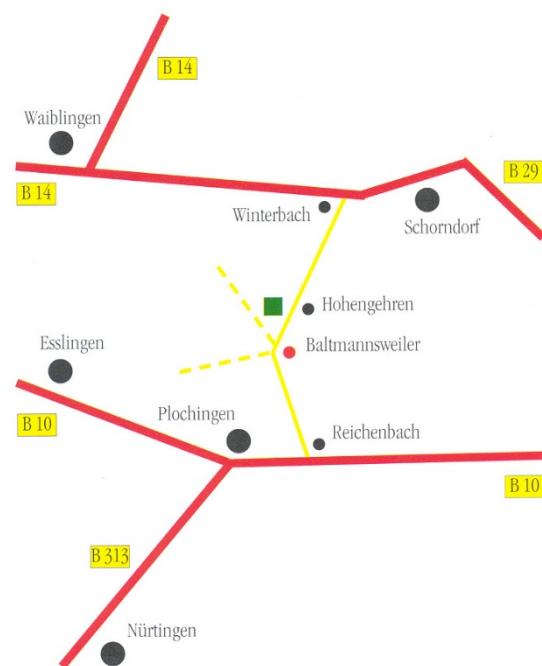 B 14
Waiblingen
B 29
B 14
Winterbach
Schorndorf
Hohengehren
Baltmannsweiler
Esslingen
Plochingen
B 10
Reichenbach
B 10
B 313
Nürtingen